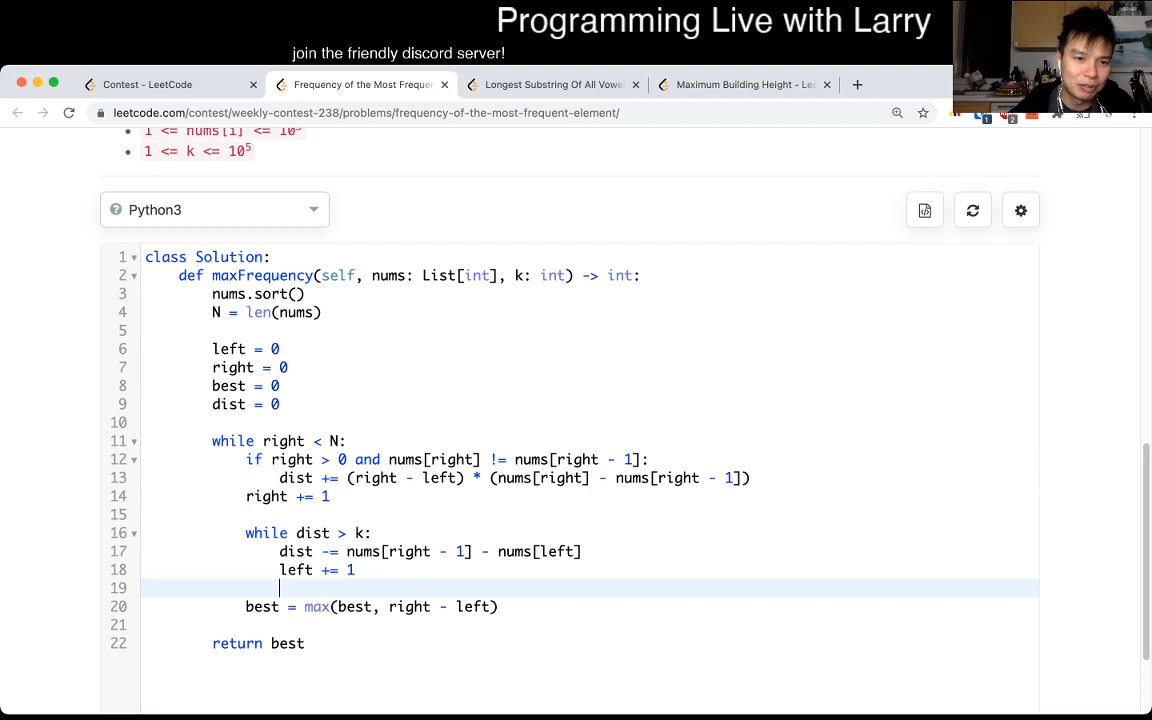 Programming Live with Larry
join the friendly discord server!
Contest - LeetCode
Frequency of the Most Frequer
Longest Substring Of All Vowel
Maximum Building Height - Lee
leetcode.com/contest/weekly-contest-238/problems/frequency-of-the-most-frequent-element/
1 <= nums[i] <= 10⁵
1 <= k <= 10⁵
Python3
1 class Solution:
2 def maxFrequency(self, nums: List[int], k: int) -> int:
3 nums.sort()
4 N = len(nums)
5
6 left = 0
7 right = 0
8 best = 0
9 dist = 0
10
11 while right < N:
12 if right > 0 and nums[right] != nums[right - 1]:
13 dist += (right - left) * (nums[right] - nums[right - 1])
14 right += 1
15
16 while dist > k:
17 dist -= nums[right - 1] - nums[left]
18 left += 1
19
20 best = max(best, right - left)
21
22 return best